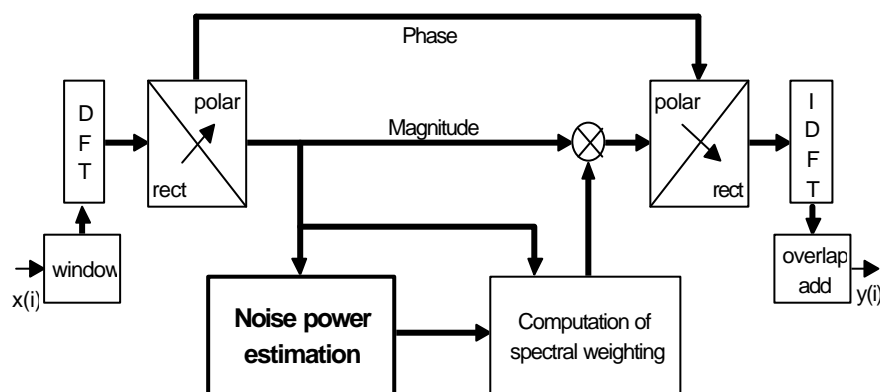 Phase
D
F
T
polar
rect
Magnitude
polar
rect
I
D
F
T
window
x(i)
overlap
add
y(i)
Noise power
estimation
Computation of
spectral weighting